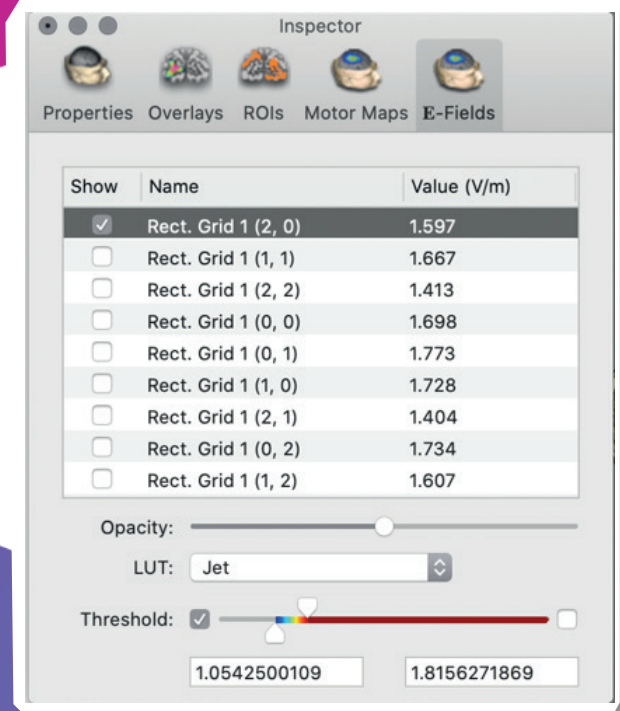 Inspector
Properties Overlays ROIs Motor Maps E-Fields
Show Name Value (V/m)
Rect. Grid 1 (2, 0) 1.597
Rect. Grid 1 (1, 1) 1.667
Rect. Grid 1 (2, 2) 1.413
Rect. Grid 1 (0, 0) 1.698
Rect. Grid 1 (0, 1) 1.773
Rect. Grid 1 (1, 0) 1.728
Rect. Grid 1 (2, 1) 1.404
Rect. Grid 1 (0, 2) 1.734
Rect. Grid 1 (1, 2) 1.607
Opacity:
LUT: Jet
Threshold:
1.0542500109 1.8156271869